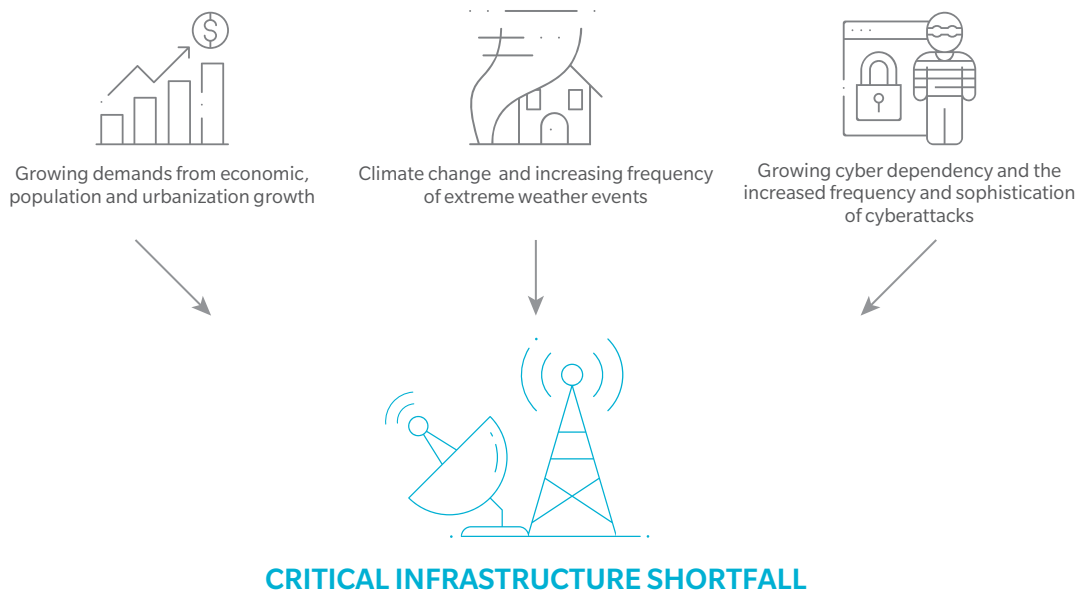 $
Growing demands from economic,
population and urbanization growth
Climate change and increasing frequency
of extreme weather events
Growing cyber dependency and the
increased frequency and sophistication
of cyberattacks
CRITICAL INFRASTRUCTURE SHORTFALL